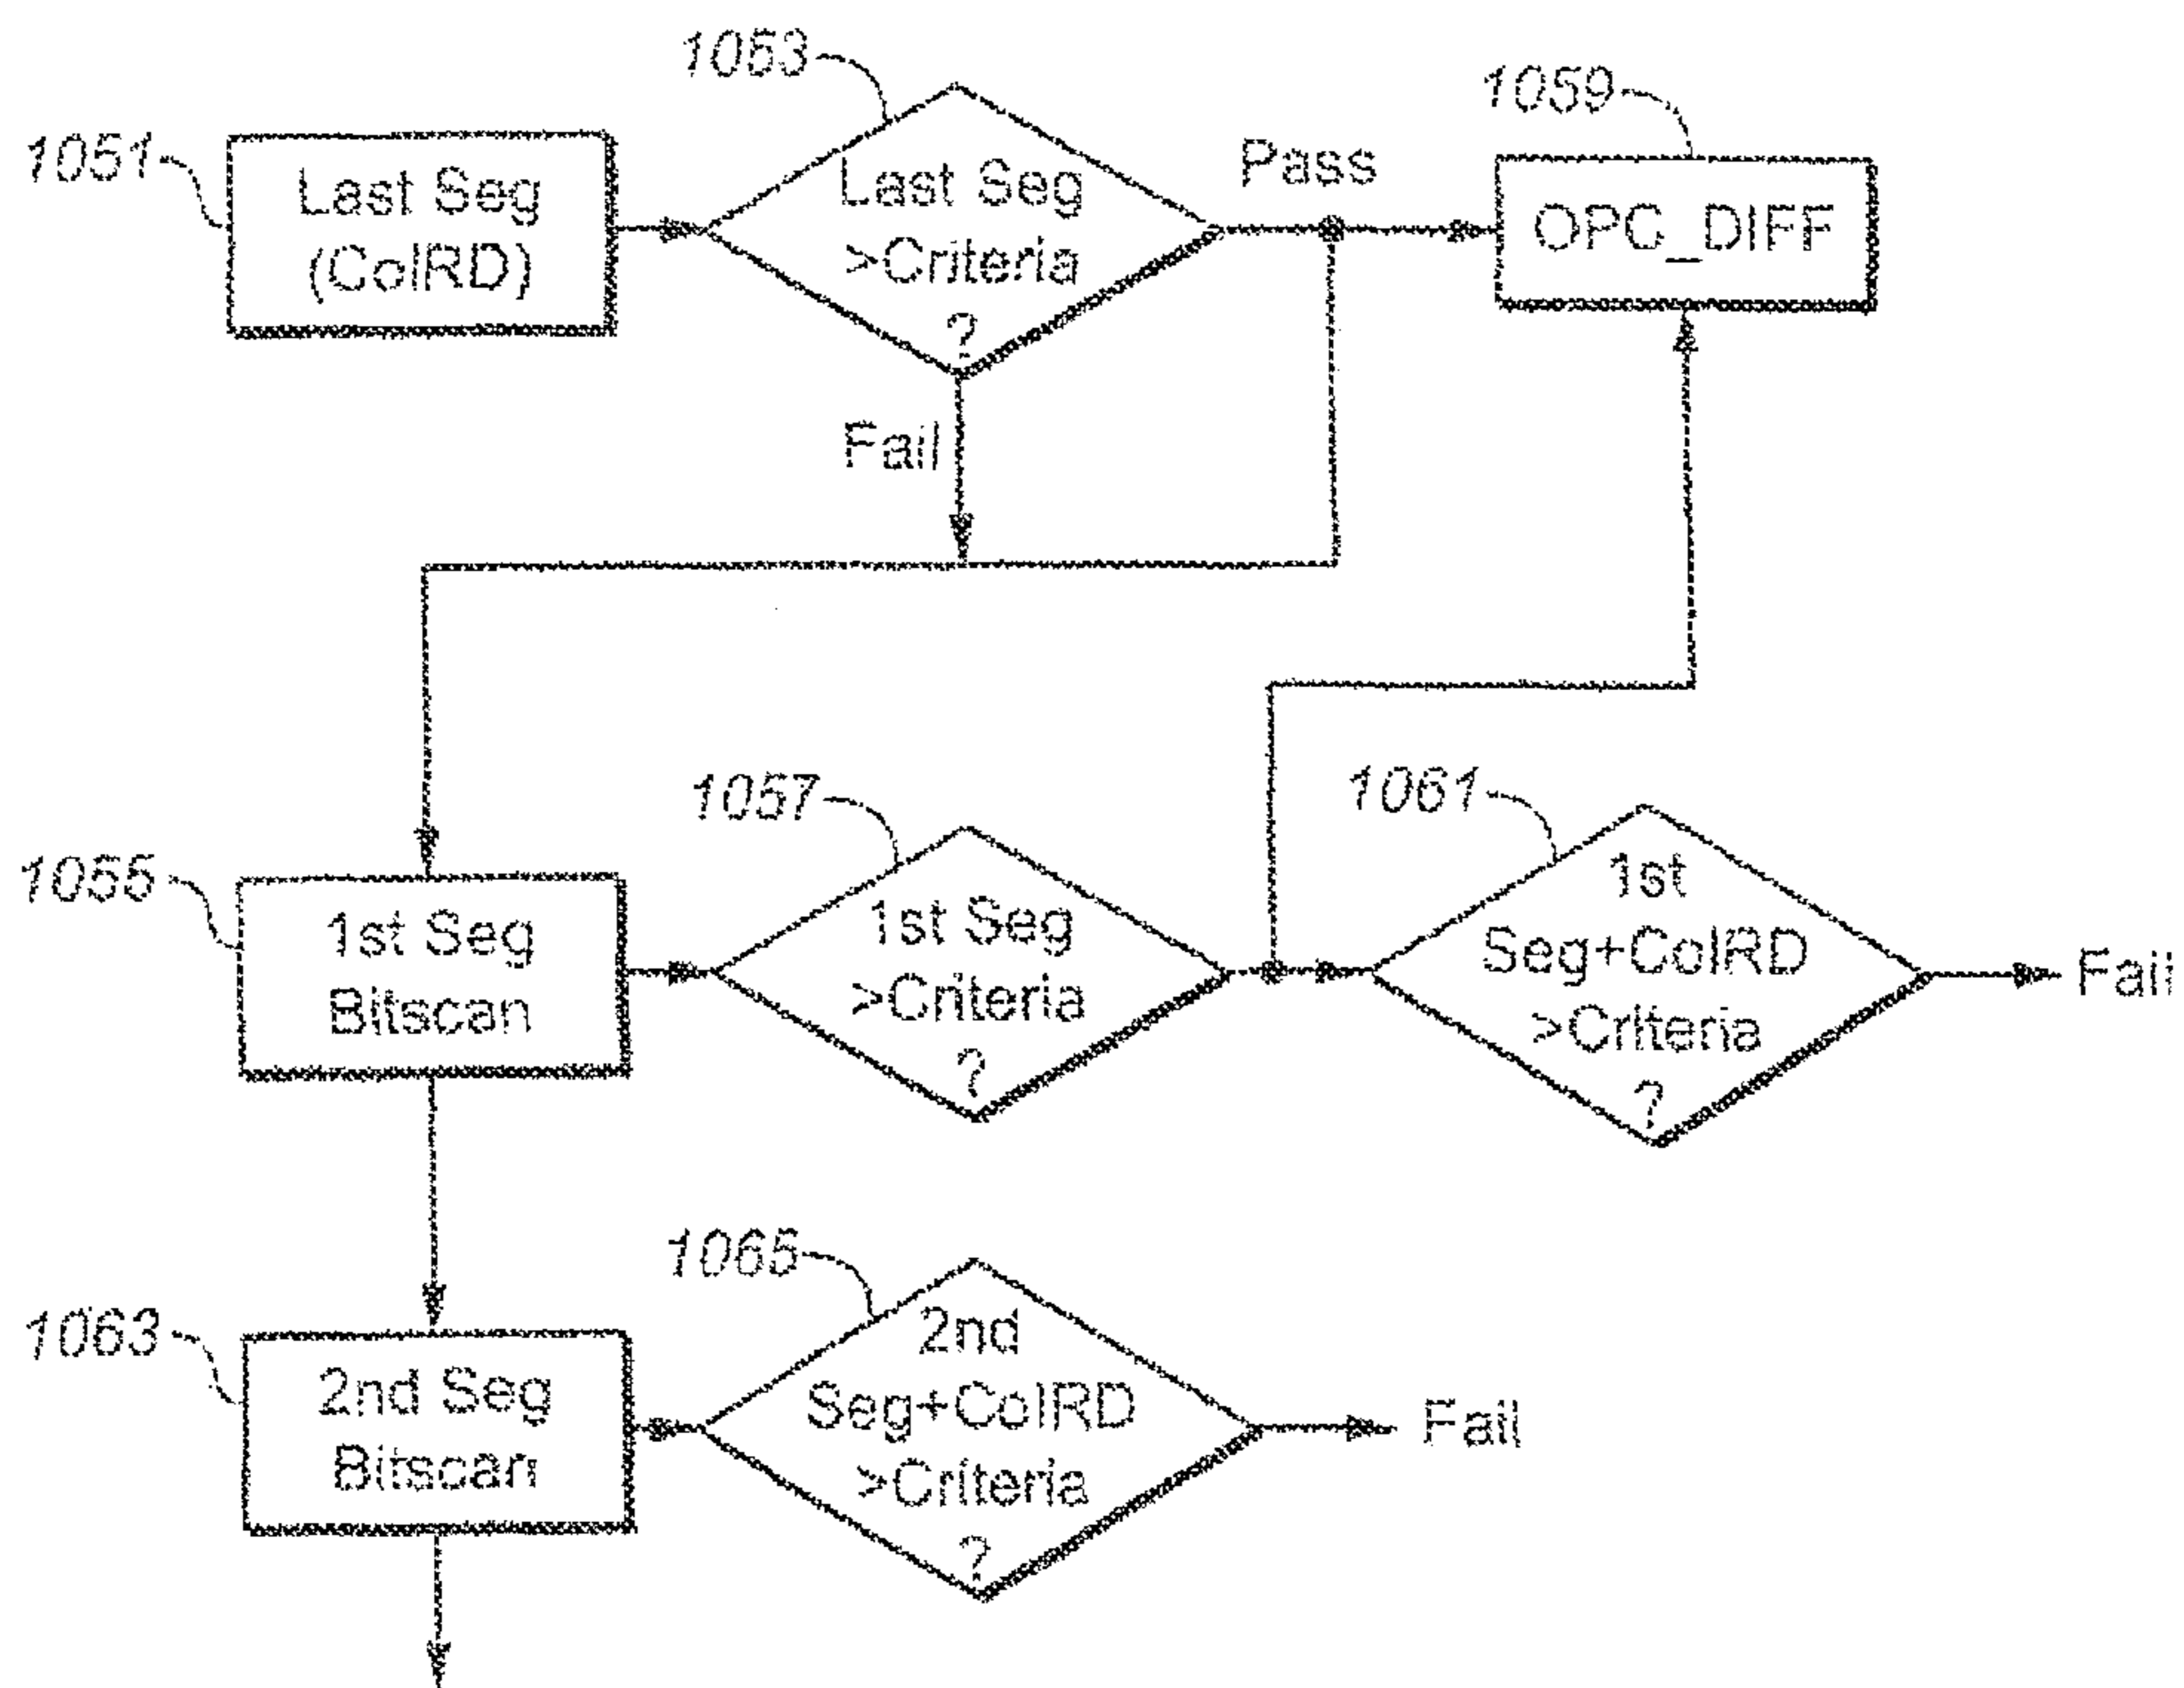 1053
1059
1051
Last Seg
(ColRD)
Last Seg
>Criteria
?
Pass
OPC_DIFF
Fail
1057
1061
1055
1st Seg
Bitscan
1st Seg
>Criteria
?
1st
Seg+ColRD
>Criteria
?
Fail
1065
1063
2nd Seg
Bitscan
2nd
Seg+ColRD
>Criteria
?
Fail